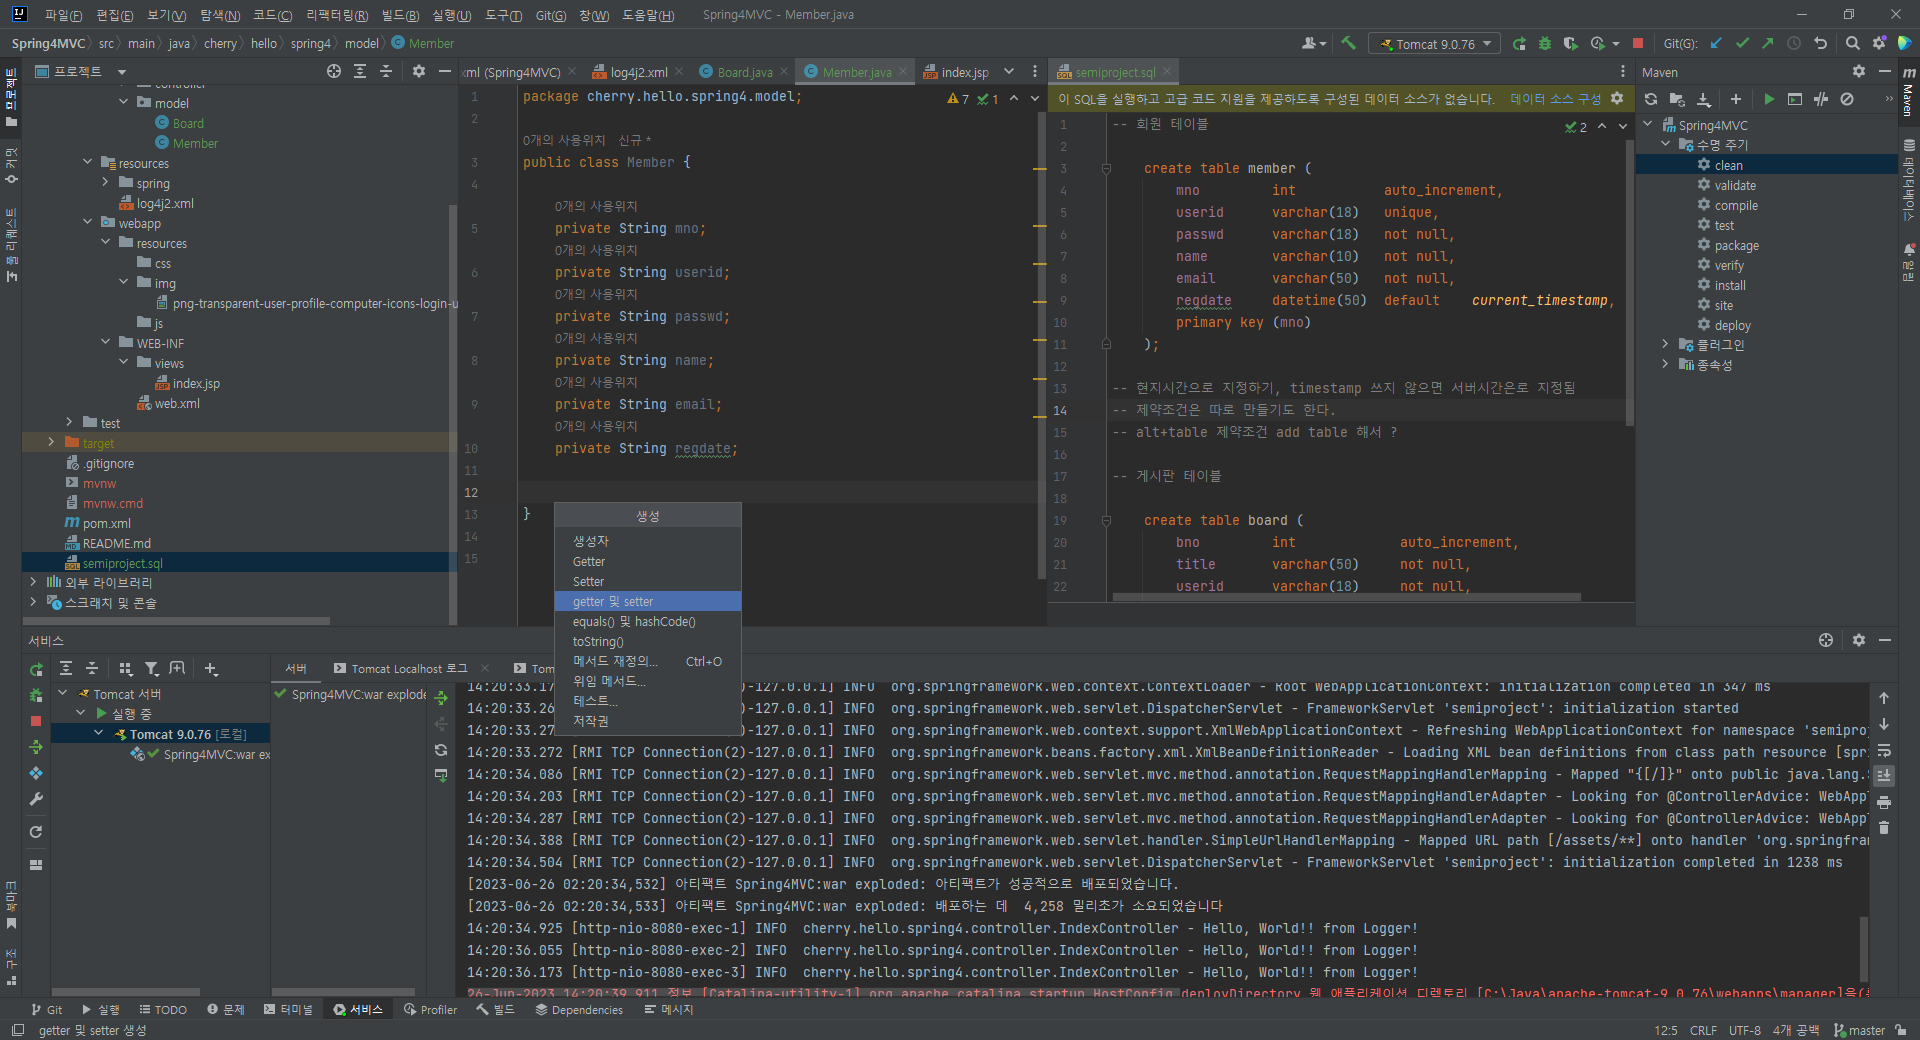 파일(F) 편집(E) 보기(V) 탐색(N) 코드(C) 리팩터링(R) 빌드(B) 실행(U) 도구(T) Git(G) 창(W) 도움말(H) Spring4MVC - Member.java
Spring4MVC src main java cherry hello spring4 model Member
Tomcat 9.0.76 Git(G):
프로젝트
model
Board
Member
resources
spring
log4j2.xml
webapp
resources
css
img
png-transparent-user-profile-computer-icons-login-u
js
WEB-INF
views
index.jsp
web.xml
test
target
.gitignore
mvnw
mvnw.cmd
pom.xml
README.md
semiproject.sql
외부 라이브러리
스크래치 및 콘솔
xml (Spring4MVC) log4j2.xml Board.java Member.java index.jsp
7 1
1 package cherry.hello.spring4.model;
2
0개의 사용위치 신규 *
3 public class Member {
4
0개의 사용위치
5 private String mno;
0개의 사용위치
6 private String userid;
0개의 사용위치
7 private String passwd;
0개의 사용위치
8 private String name;
0개의 사용위치
9 private String email;
0개의 사용위치
10 private String regdate;
11
12
13 }
14
15
생성
생성자
Getter
Setter
getter 및 setter
equals() 및 hashCode()
toString()
메서드 재정의... Ctrl+O
위임 메서드...
테스트...
저작권
semiproject.sql
이 SQL을 실행하고 고급 코드 지원을 제공하도록 구성된 데이터 소스가 없습니다. 데이터 소스 구성
2
1 -- 회원 테이블
2
3 create table member (
4 mno int auto_increment,
5 userid varchar(18) unique,
6 passwd varchar(18) not null,
7 name varchar(10) not null,
8 email varchar(50) not null,
9 regdate datetime(50) default current_timestamp,
10 primary key (mno)
11 );
12
13 -- 현지시간으로 지정하기, timestamp 쓰지 않으면 서버시간은로 지정됨
14 -- 제약조건은 따로 만들기도 한다.
15 -- alt+table 제약조건 add table 해서 ?
16
17 -- 게시판 테이블
18
19 create table board (
20 bno int auto_increment,
21 title varchar(50) not null,
22 userid varchar(18) not null,
Maven
Spring4MVC
수명 주기
clean
validate
compile
test
package
verify
install
site
deploy
플러그인
종속성
프로젝트
커밋
풀 리퀘스트
북마크
구조
Maven
데이터베이스
알림
서비스
서버 Tomcat Localhost 로그 Tom
Tomcat 서버
실행 중
Tomcat 9.0.76 [로컬]
Spring4MVC:war ex
Spring4MVC:war explode
14:20:33.17 )-127.0.0.1] INFO org.springframework.web.context.ContextLoader - Root WebApplicationContext: initialization completed in 347 ms
14:20:33.26 )-127.0.0.1] INFO org.springframework.web.servlet.DispatcherServlet - FrameworkServlet 'semiproject': initialization started
14:20:33.27 )-127.0.0.1] INFO org.springframework.web.context.support.XmlWebApplicationContext - Refreshing WebApplicationContext for namespace 'semiproj
14:20:33.272 [RMI TCP Connection(2)-127.0.0.1] INFO org.springframework.beans.factory.xml.XmlBeanDefinitionReader - Loading XML bean definitions from class path resource [spr
14:20:34.086 [RMI TCP Connection(2)-127.0.0.1] INFO org.springframework.web.servlet.mvc.method.annotation.RequestMappingHandlerMapping - Mapped "{[/]}" onto public java.lang.
14:20:34.203 [RMI TCP Connection(2)-127.0.0.1] INFO org.springframework.web.servlet.mvc.method.annotation.RequestMappingHandlerAdapter - Looking for @ControllerAdvice: WebAppl
14:20:34.287 [RMI TCP Connection(2)-127.0.0.1] INFO org.springframework.web.servlet.mvc.method.annotation.RequestMappingHandlerAdapter - Looking for @ControllerAdvice: WebAppl
14:20:34.388 [RMI TCP Connection(2)-127.0.0.1] INFO org.springframework.web.servlet.handler.SimpleUrlHandlerMapping - Mapped URL path [/assets/**] onto handler 'org.springfram
14:20:34.504 [RMI TCP Connection(2)-127.0.0.1] INFO org.springframework.web.servlet.DispatcherServlet - FrameworkServlet 'semiproject': initialization completed in 1238 ms
[2023-06-26 02:20:34,532] 아티팩트 Spring4MVC:war exploded: 아티팩트가 성공적으로 배포되었습니다.
[2023-06-26 02:20:34,533] 아티팩트 Spring4MVC:war exploded: 배포하는 데 4,258 밀리초가 소요되었습니다
14:20:34.925 [http-nio-8080-exec-1] INFO cherry.hello.spring4.controller.IndexController - Hello, World!! from Logger!
14:20:36.055 [http-nio-8080-exec-2] INFO cherry.hello.spring4.controller.IndexController - Hello, World!! from Logger!
14:20:36.173 [http-nio-8080-exec-3] INFO cherry.hello.spring4.controller.IndexController - Hello, World!! from Logger!
26-Jun-2023 14:20:39.911 정보 [Catalina-utility-1] org.apache.catalina.startup.HostConfig.deployDirectory 웹 애플리케이션 디렉토리 [C:\Java\apache-tomcat-9.0.76\webapps\manager]을(를
Git 실행 TODO 문제 터미널 서비스 Profiler 빌드 Dependencies 메시지
getter 및 setter 생성 12:5 CRLF UTF-8 4개 공백 master